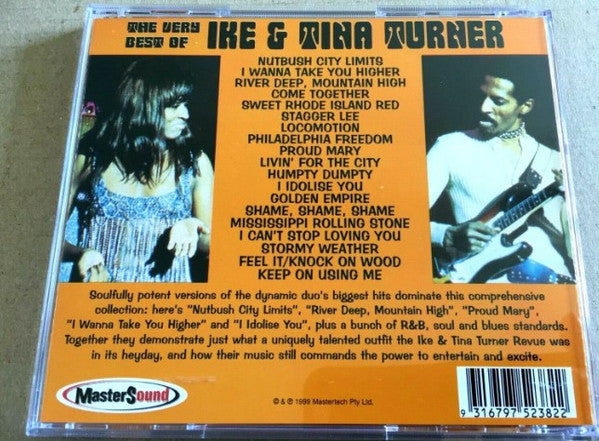 THE VERY
BEST OF IKE & TINA TURNER
NUTBUSH CITY LIMITS
I WANNA TAKE YOU HIGHER
RIVER DEEP, MOUNTAIN HIGH
COME TOGETHER
SWEET RHODE ISLAND RED
STAGGER LEE
LOCOMOTION
PHILADELPHIA FREEDOM
PROUD MARY
LIVIN' FOR THE CITY
HUMPTY DUMPTY
I IDOLISE YOU
GOLDEN EMPIRE
SHAME, SHAME, SHAME
MISSISSIPPI ROLLING STONE
I CAN'T STOP LOVING YOU
STORMY WEATHER
FEEL IT/KNOCK ON WOOD
KEEP ON USING ME
Soulfully potent versions of the dynamic duo's biggest hits dominate this comprehensive
collection: here's "Nutbush City Limits", "River Deep, Mountain High", "Proud Mary",
"I Wanna Take You Higher" and "I Idolise You", plus a bunch of R&B, soul and blues standards.
Together they demonstrate just what a uniquely talented outfit the Ike & Tina Turner Revue was
in its heyday, and how their music still commands the power to entertain and excite.
MasterSound
© & ℗ 1999 Mastertech Pty Ltd.
9 316797 523822